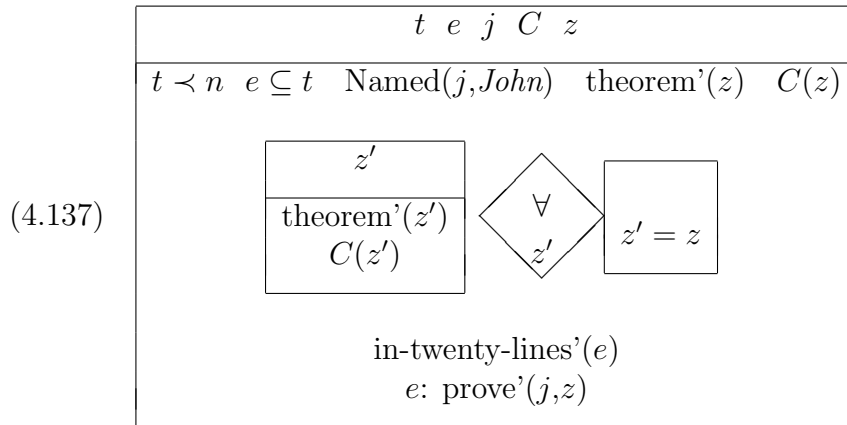 t e j C z
t ≺ n e ⊆ t Named(j,John) theorem’(z) C(z)
z′
theorem’(z′)
C(z′)
∀
z′
z′ = z
(4.137)
in-twenty-lines’(e)
e: prove’(j,z)